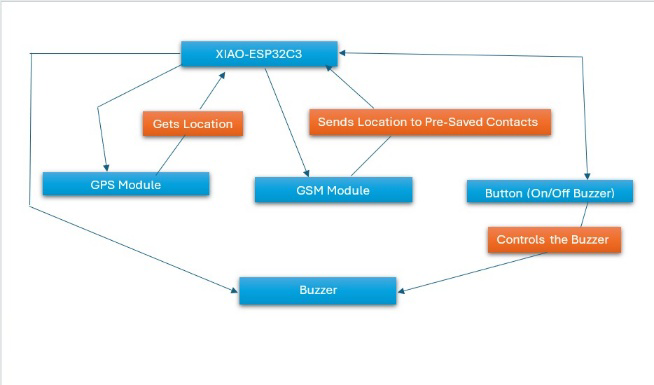 XIAO-ESP32C3
Gets Location
Sends Location to Pre-Saved Contacts
GPS Module
GSM Module
Button (On/Off Buzzer)
Controls the Buzzer
Buzzer